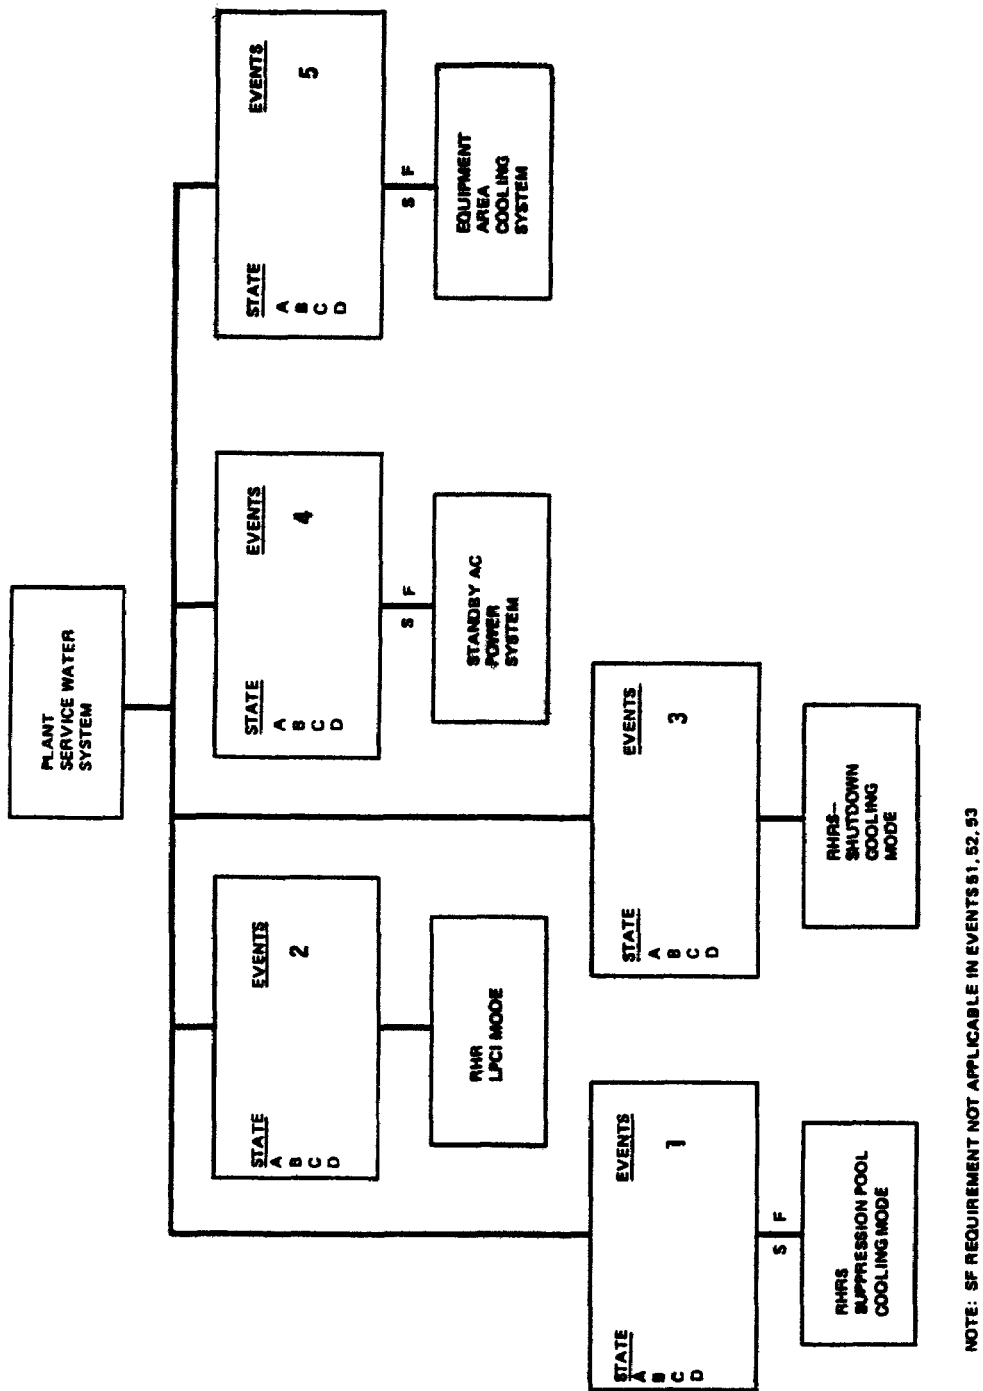 PLANT
SERVICE WATER
SYSTEM
STATE
A
B
C
D
EVENTS
2
RHR
LPCI MODE
STATE
A
B
C
D
EVENTS
4
S F
STANDBY AC
POWER
SYSTEM
STATE
A
B
C
D
EVENTS
5
S F
EQUIPMENT
AREA
COOLING
SYSTEM
STATE
A
B
C
D
EVENTS
1
S F
RHRS
SUPPRESSION POOL
COOLING MODE
STATE
A
B
C
D
EVENTS
3
RHRS—
SHUTDOWN
COOLING
MODE
NOTE: SF REQUIREMENT NOT APPLICABLE IN EVENTS 51, 52, 53